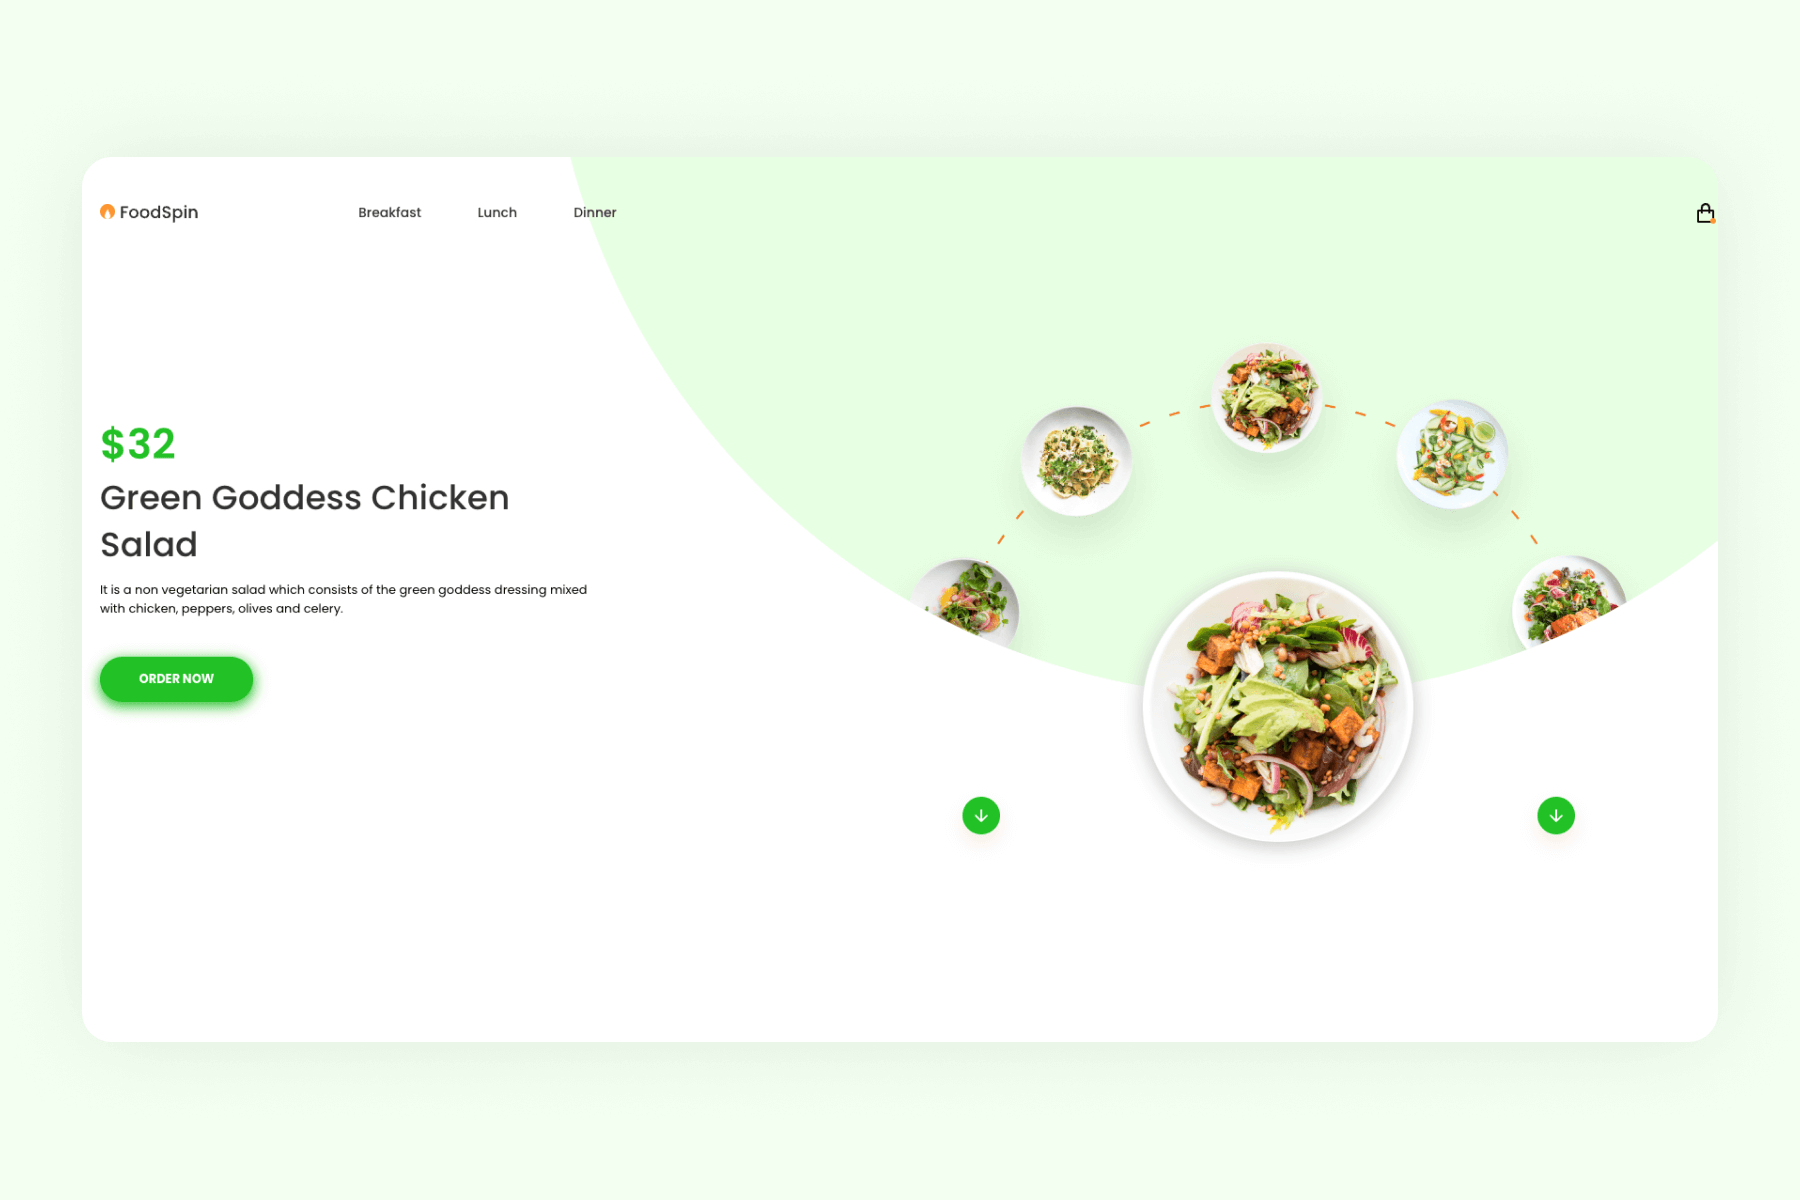 FoodSpin
Breakfast
Lunch
Dinner
$32
Green Goddess Chicken
Salad
It is a non vegetarian salad which consists of the green goddess dressing mixed
with chicken, peppers, olives and celery.
ORDER NOW